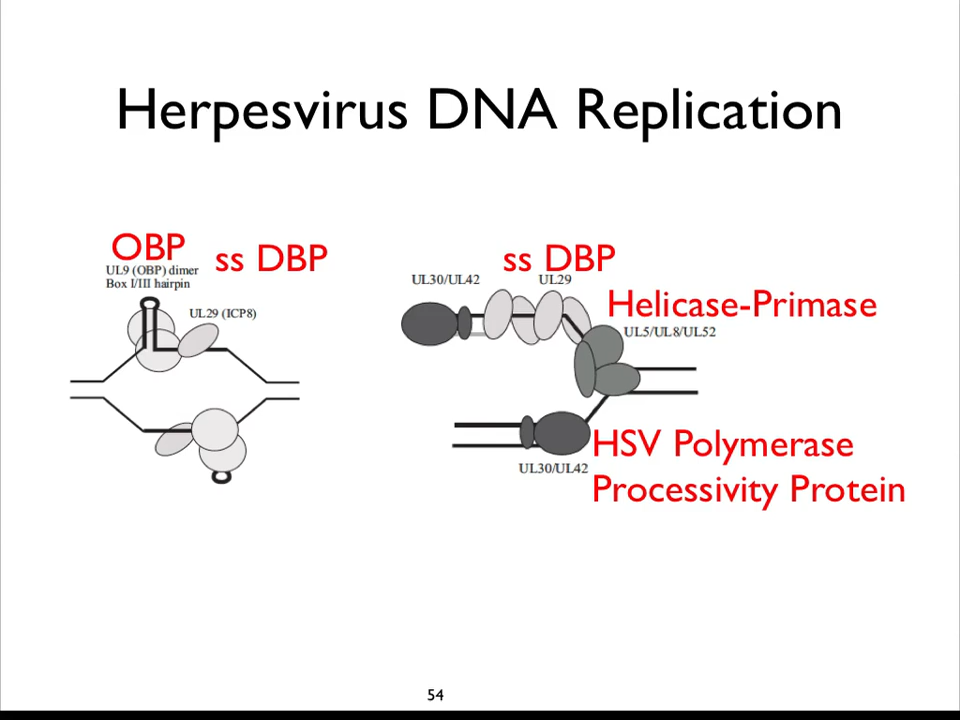 Herpesvirus DNA Replication
OBP
ss DBP
UL9 (OBP) dimer
Box I/III hairpin
UL29 (ICP8)
ss DBP
UL30/UL42
UL29
Helicase-Primase
UL5/UL8/UL52
HSV Polymerase
UL30/UL42
Processivity Protein
54